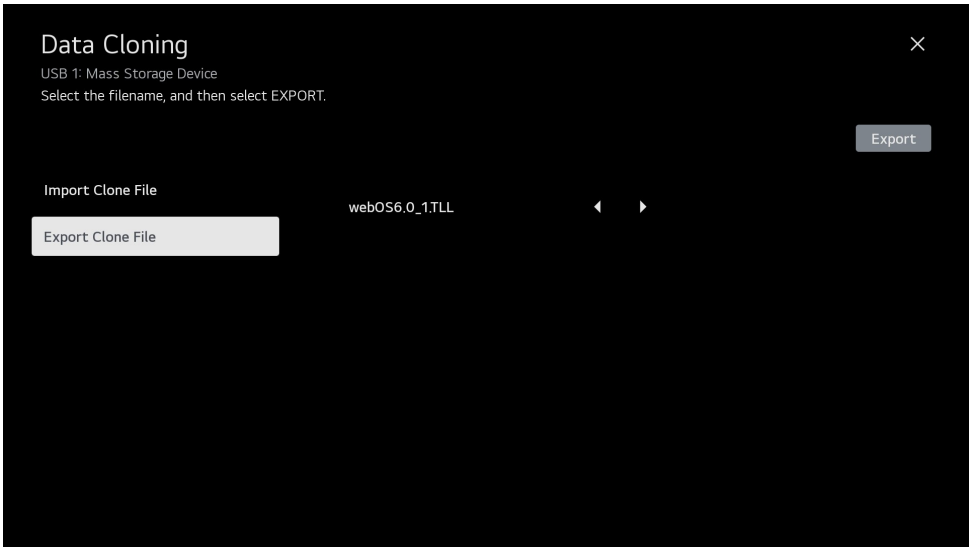 Data Cloning
USB 1: Mass Storage Device
Select the filename, and then select EXPORT.
Export
Import Clone File
webOS6.0_1.TLL
Export Clone File